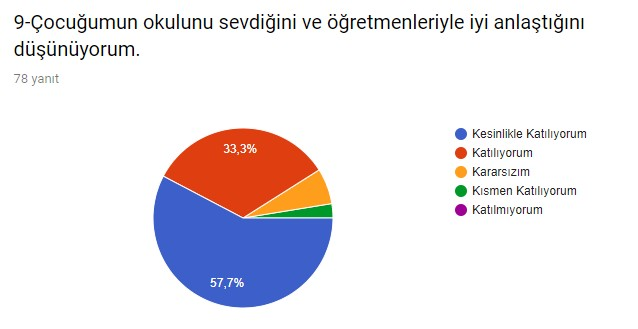 9-Çocuğumun okulunu sevdiğini ve öğretmenleriyle iyi anlaştığını
düşünüyorum.
78 yanıt
33,3%
57,7%
Kesinlikle Katılıyorum
Katılıyorum
Kararsızım
Kısmen Katılıyorum
Katılmıyorum